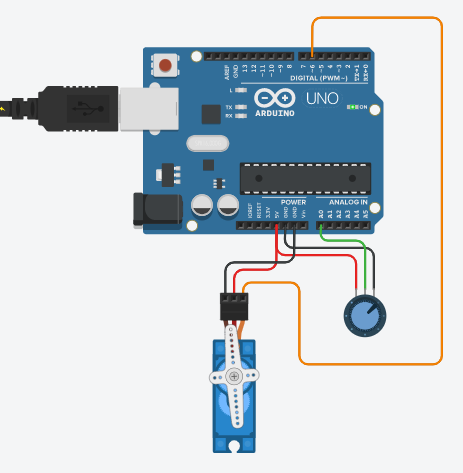 AREF
GND
13
12
~11
~10
~9
8
7
~6
~5
4
~3
2
TX→1
RX←0
DIGITAL (PWM~)
L
TX
RX
UNO
ON
ARDUINO
POWER
ANALOG IN
IOREF
RESET
3.3V
5V
GND
GND
Vin
A0
A1
A2
A3
A4
A5